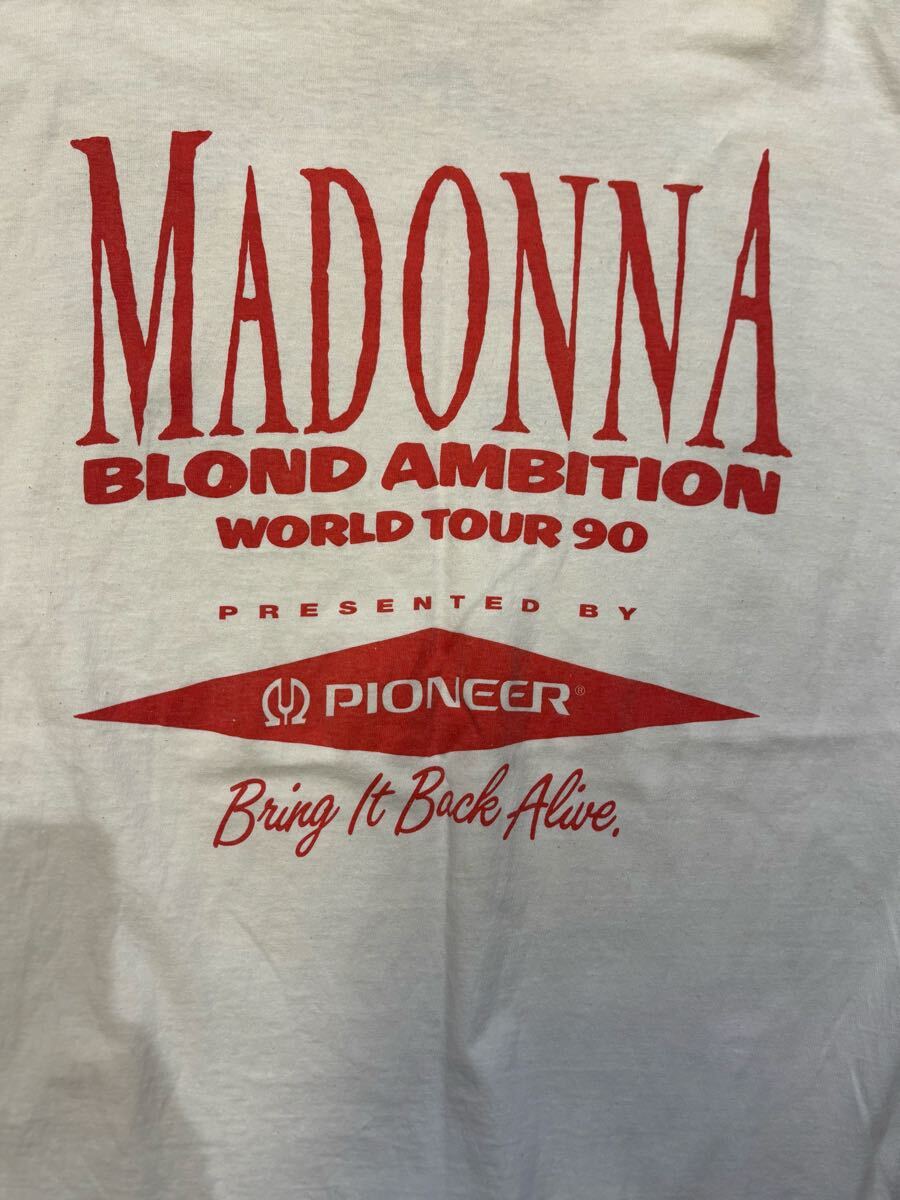 MADONNA
BLOND AMBITION
WORLD TOUR 90
PRESENTED BY
PIONEER®
Bring It Back Alive.